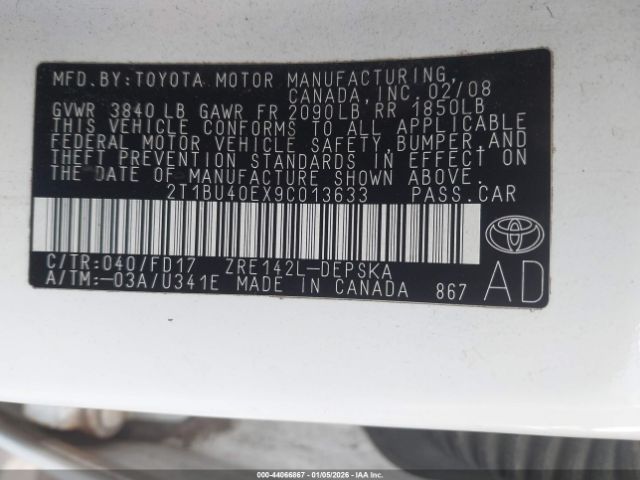 MFD.BY:TOYOTA MOTOR MANUFACTURING,
CANADA,INC. 02/08
GVWR 3840 LB GAWR FR 2090LB RR 1850LB
THIS VEHICLE CONFORMS TO ALL APPLICABLE
FEDERAL MOTOR VEHICLE SAFETY,BUMPER,AND
THEFT PREVENTION STANDARDS IN EFFECT ON
THE DATE OF MANUFACTURE SHOWN ABOVE.
2T1BU40EX9C013633 PASS.CAR
C/TR:040/FD17 ZRE142L-DEPSKA
A/TM:-03A/U341E MADE IN CANADA 867 AD
000-44066867 - 01/05/2026 - IAAI.COM